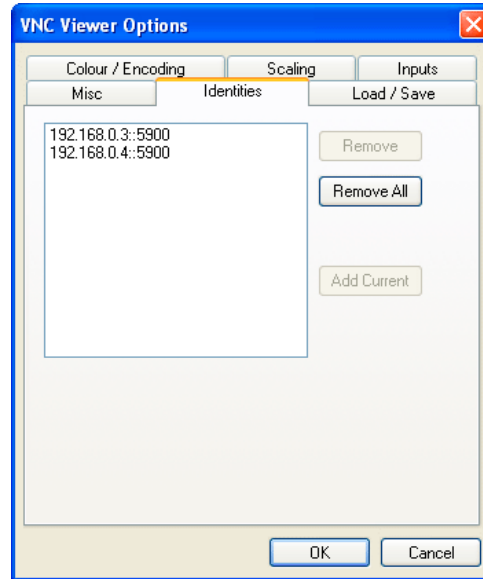 VNC Viewer Options
Colour / Encoding
Scaling
Inputs
Misc
Identities
Load / Save
192.168.0.3::5900
192.168.0.4::5900
Remove
Remove All
Add Current
OK
Cancel